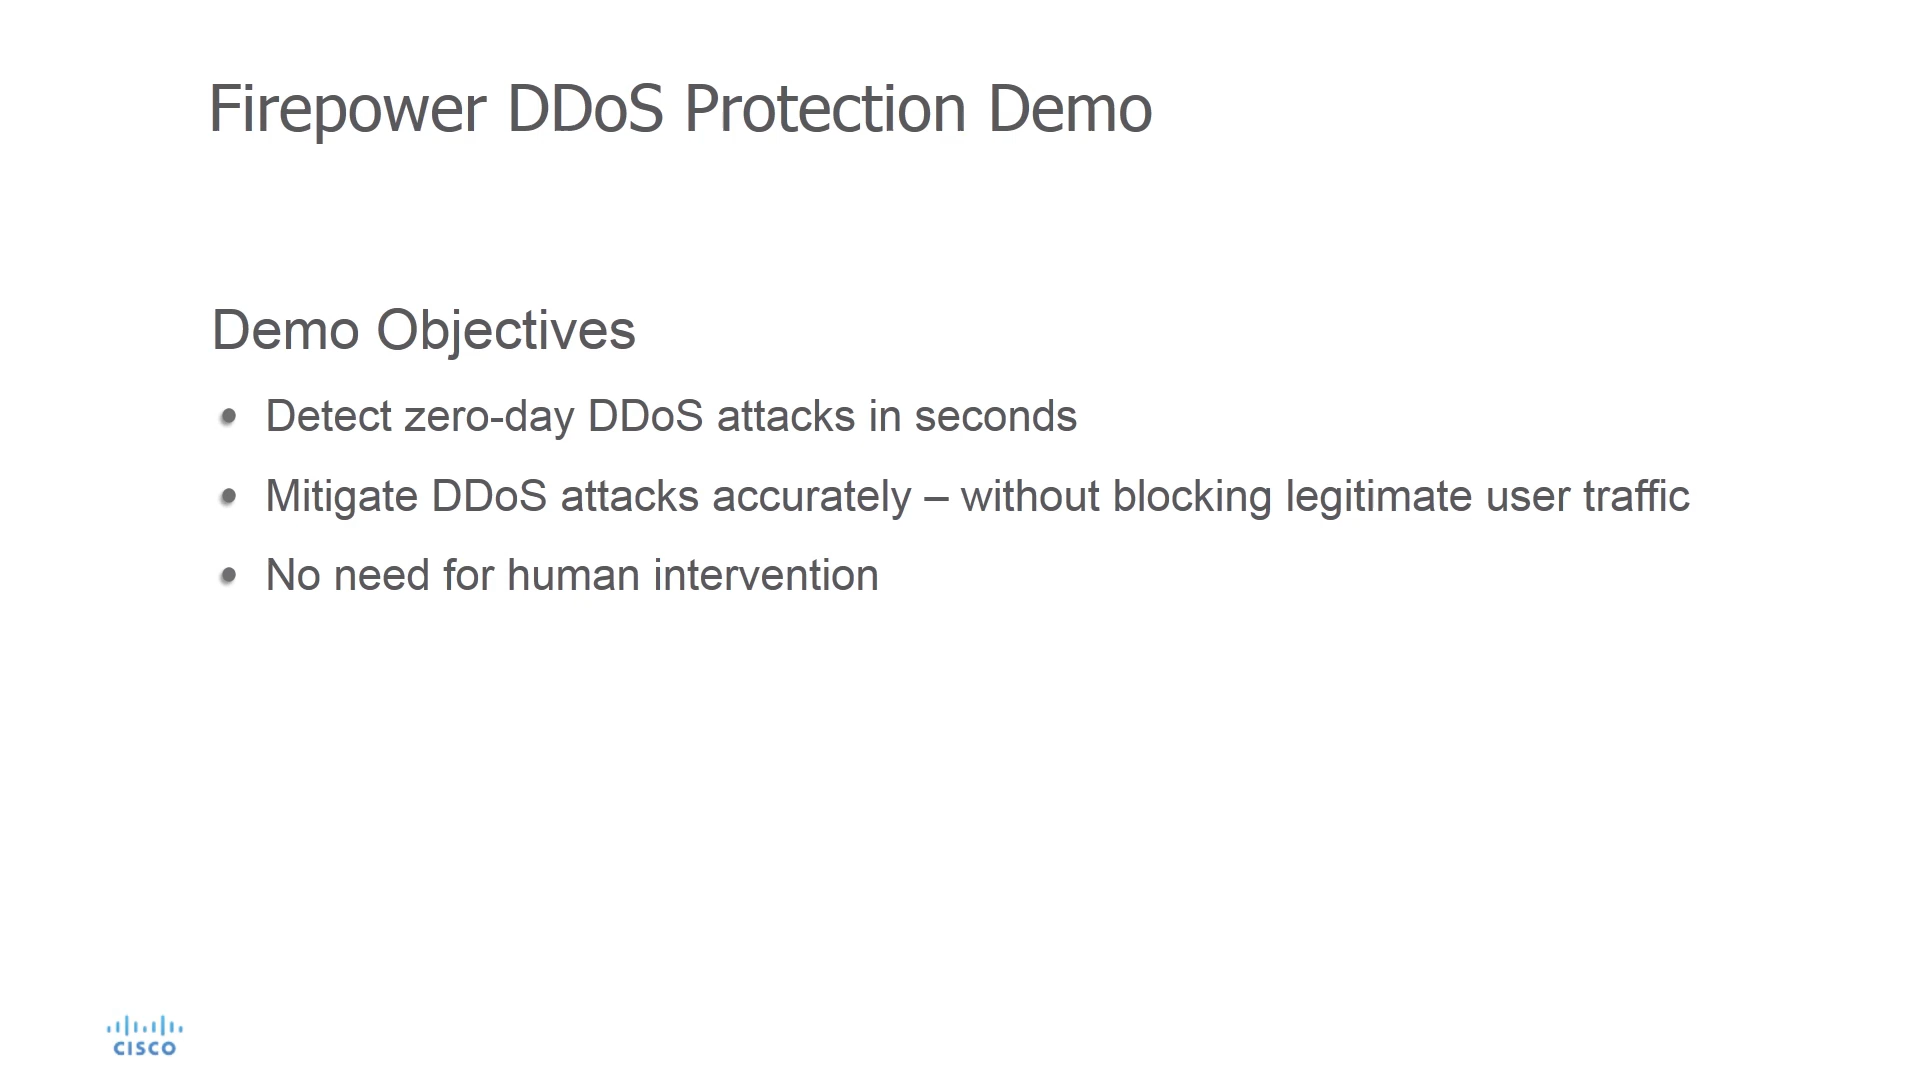 Firepower DDoS Protection Demo
Demo Objectives
Detect zero-day DDoS attacks in seconds
Mitigate DDoS attacks accurately – without blocking legitimate user traffic
No need for human intervention
CISCO